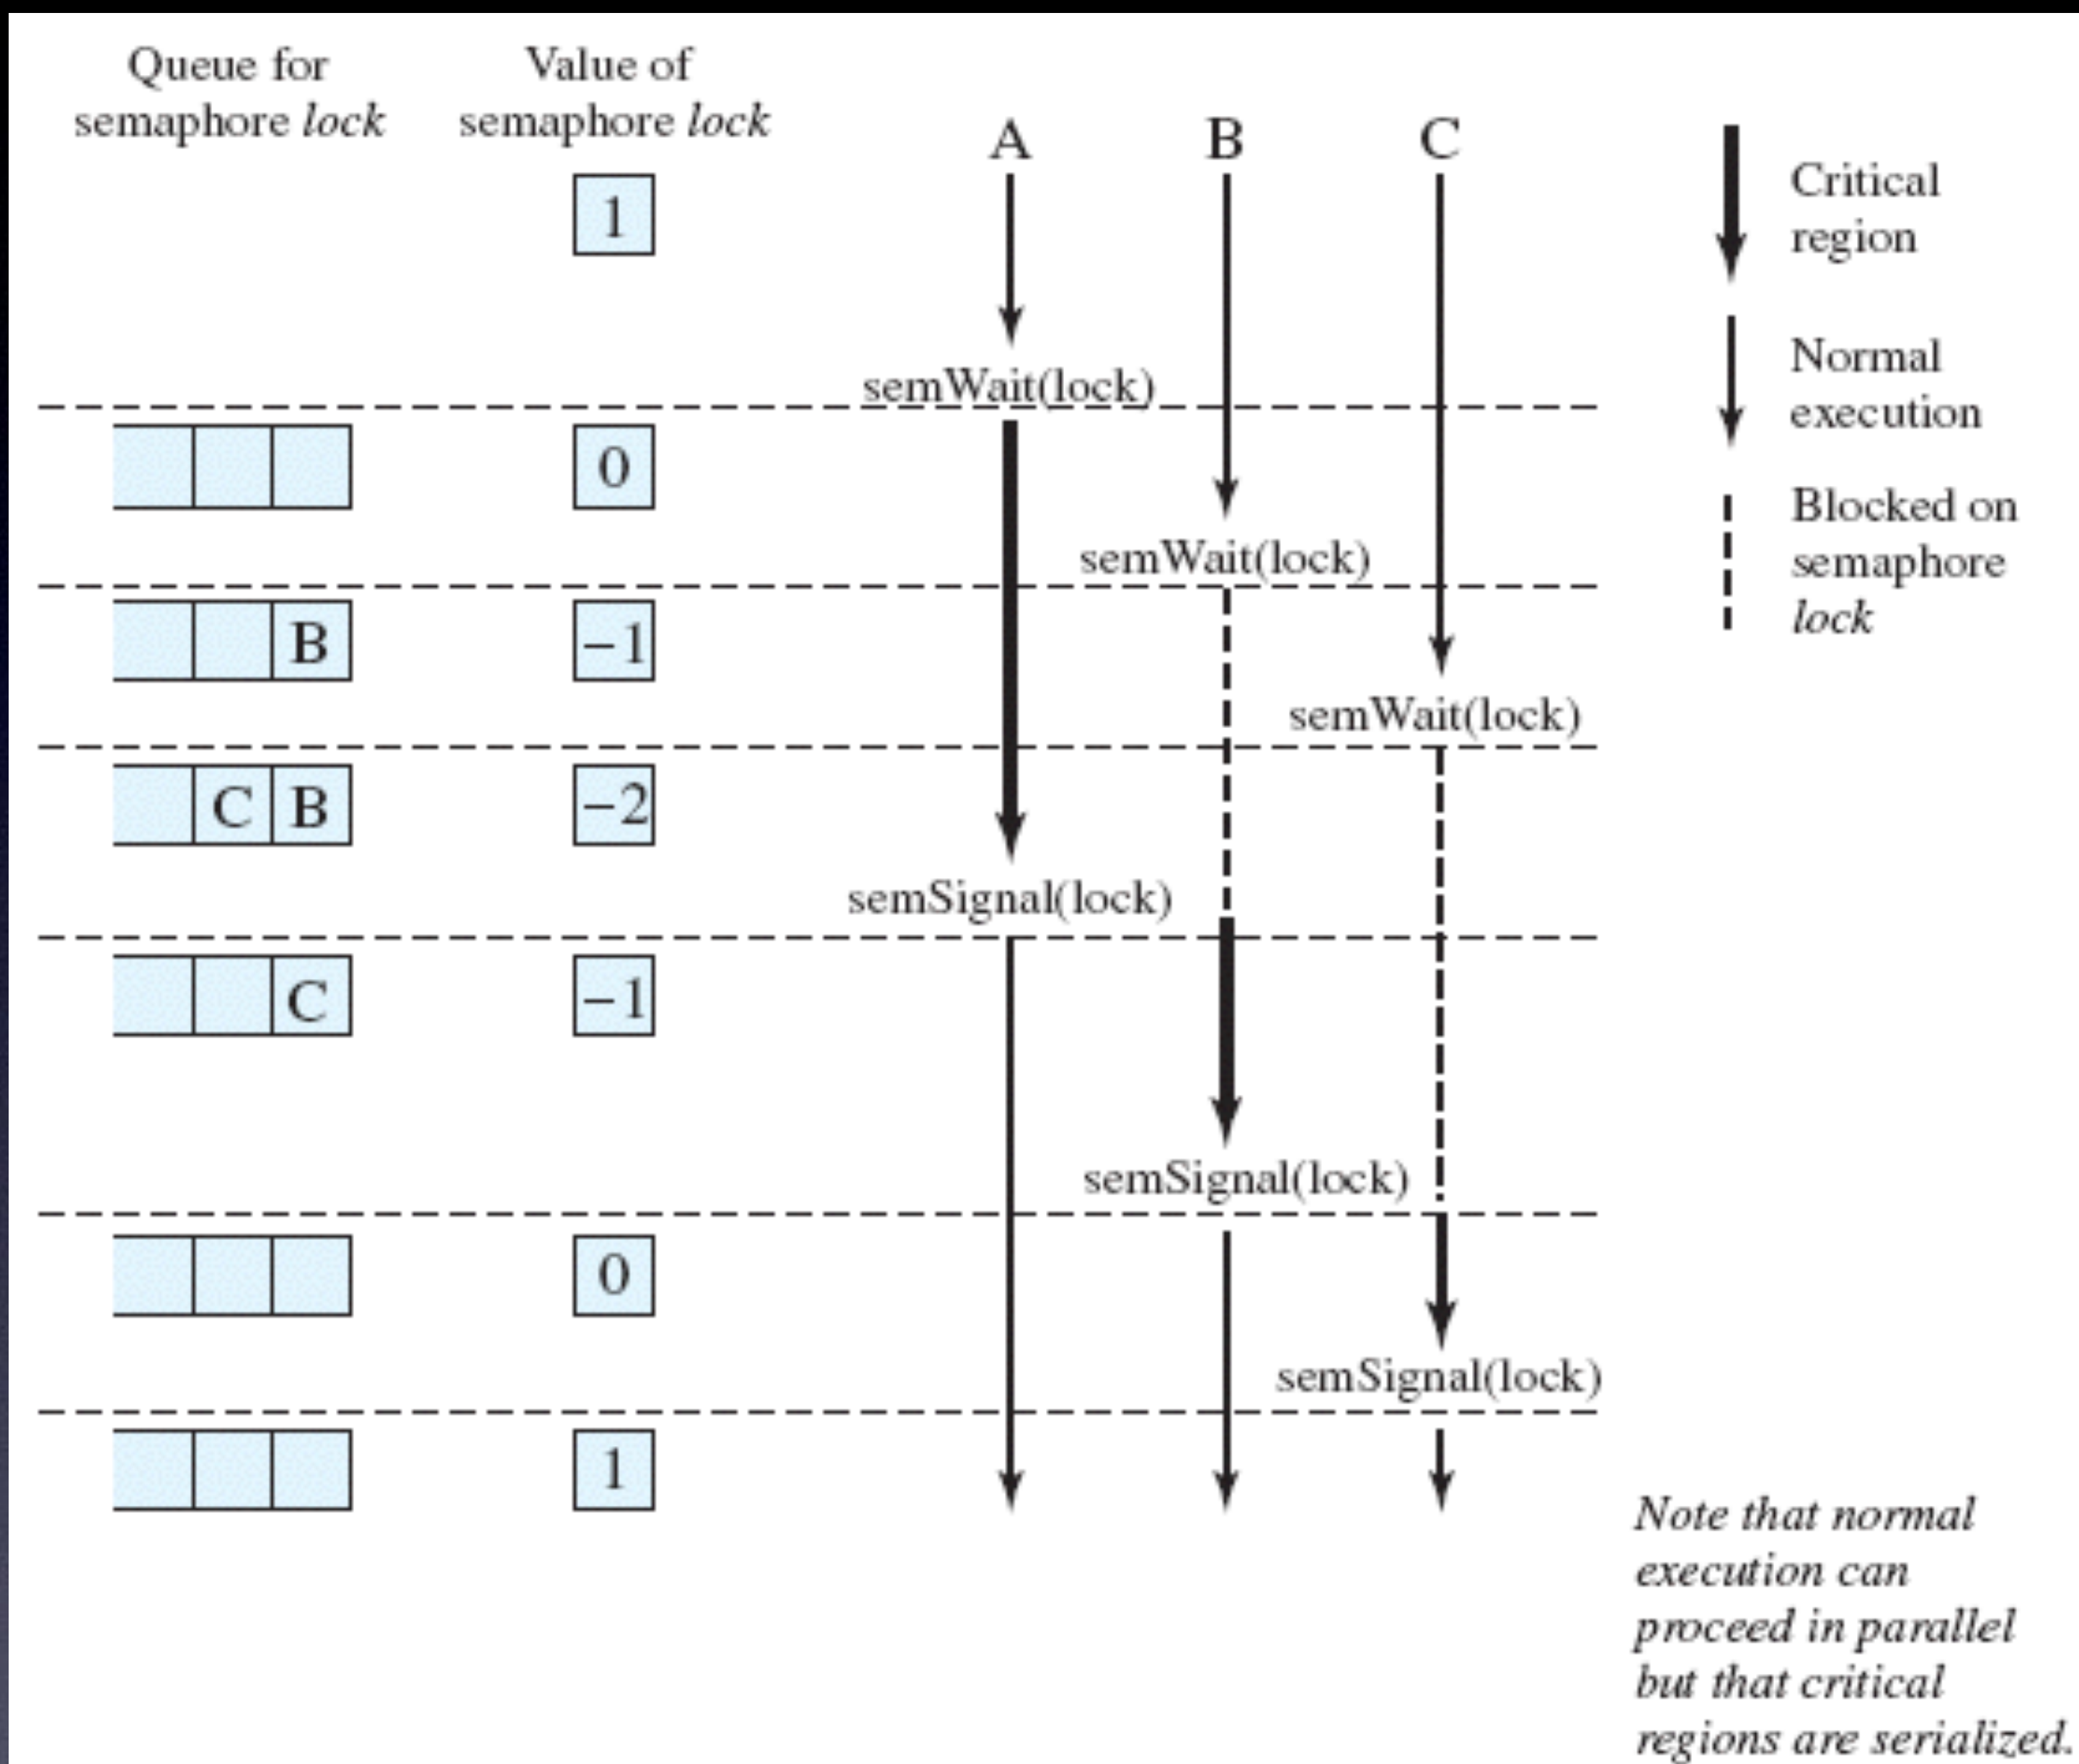 Queue for
semaphore lock
Value of
semaphore lock
A
B
C
1
Critical
region
Normal
execution
semWait(lock)
0
Blocked on
semaphore
lock
semWait(lock)
B
−1
semWait(lock)
C B
−2
semSignal(lock)
C
−1
semSignal(lock)
0
semSignal(lock)
1
Note that normal
execution can
proceed in parallel
but that critical
regions are serialized.